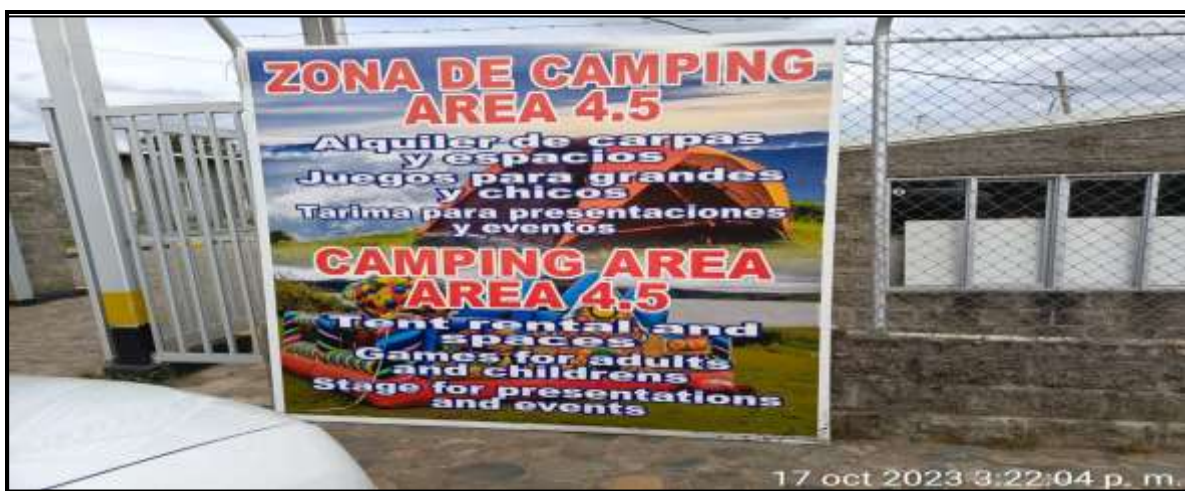 ZONA DE CAMPING
AREA 4.5
Alquiler de carpas
y espacios
Juegos para grandes
y chicos
Tarima para presentaciones
y eventos
CAMPING AREA
AREA 4.5
Tent rental and
spaces
Games for adults
and childrens
Stage for presentations
and events
17 oct 2023 3:22:04 p. m.